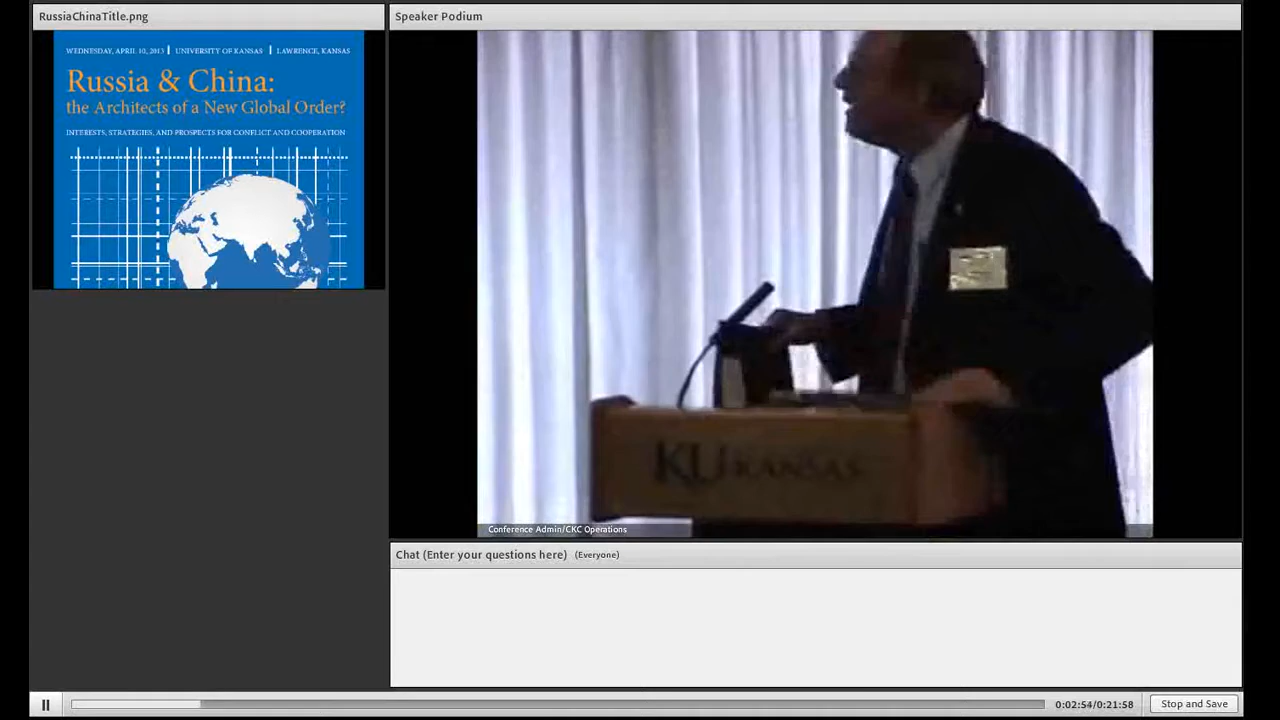 RussiaChinaTitle.png
WEDNESDAY, APRIL 10, 2013 | UNIVERSITY OF KANSAS | LAWRENCE, KANSAS
Russia & China:
the Architects of a New Global Order?
INTERESTS, STRATEGIES, AND PROSPECTS FOR CONFLICT AND COOPERATION
Speaker Podium
KU KANSAS
Conference Admin/CKC Operations
Chat (Enter your questions here) (Everyone)
0:02:54/0:21:58
Stop and Save